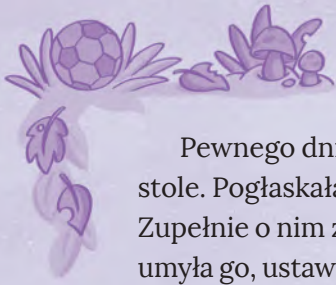 Pewnego dni
stole. Pogłaskała
Zupełnie o nim z
umyła go, ustaw